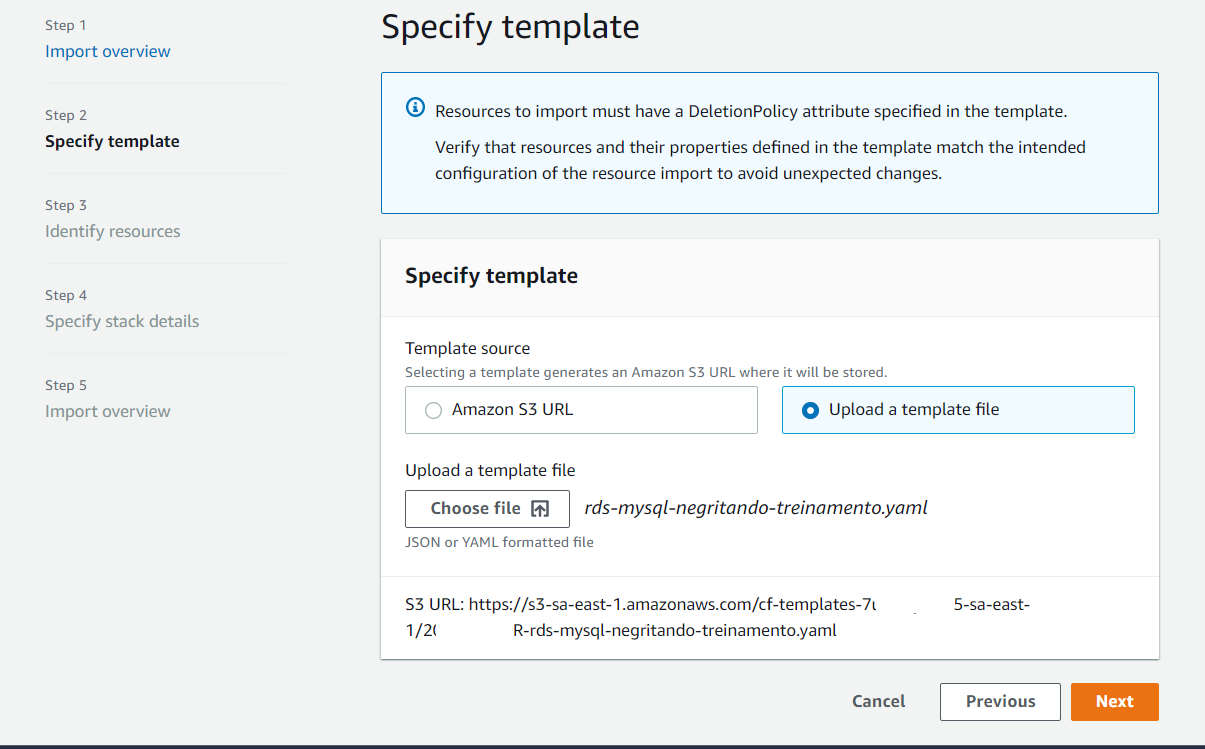 Step 1
Import overview
Step 2
Specify template
Step 3
Identify resources
Step 4
Specify stack details
Step 5
Import overview
Specify template
Resources to import must have a DeletionPolicy attribute specified in the template.
Verify that resources and their properties defined in the template match the intended
configuration of the resource import to avoid unexpected changes.
Specify template
Template source
Selecting a template generates an Amazon S3 URL where it will be stored.
Amazon S3 URL
Upload a template file
Upload a template file
Choose file
rds-mysql-negritando-treinamento.yaml
JSON or YAML formatted file
S3 URL: https://s3-sa-east-1.amazonaws.com/cf-templates-7 5-sa-east-
1/20 R-rds-mysql-negritando-treinamento.yaml
Cancel
Previous
Next